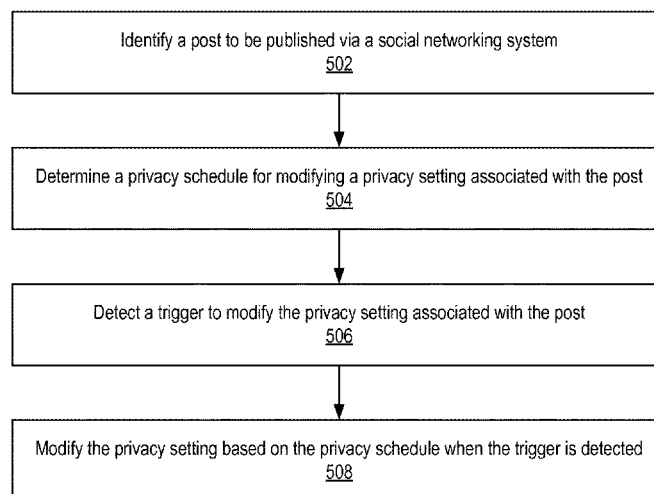 Identify a post to be published via a social networking system
502
Determine a privacy schedule for modifying a privacy setting associated with the post
504
Detect a trigger to modify the privacy setting associated with the post
506
Modify the privacy setting based on the privacy schedule when the trigger is detected
508